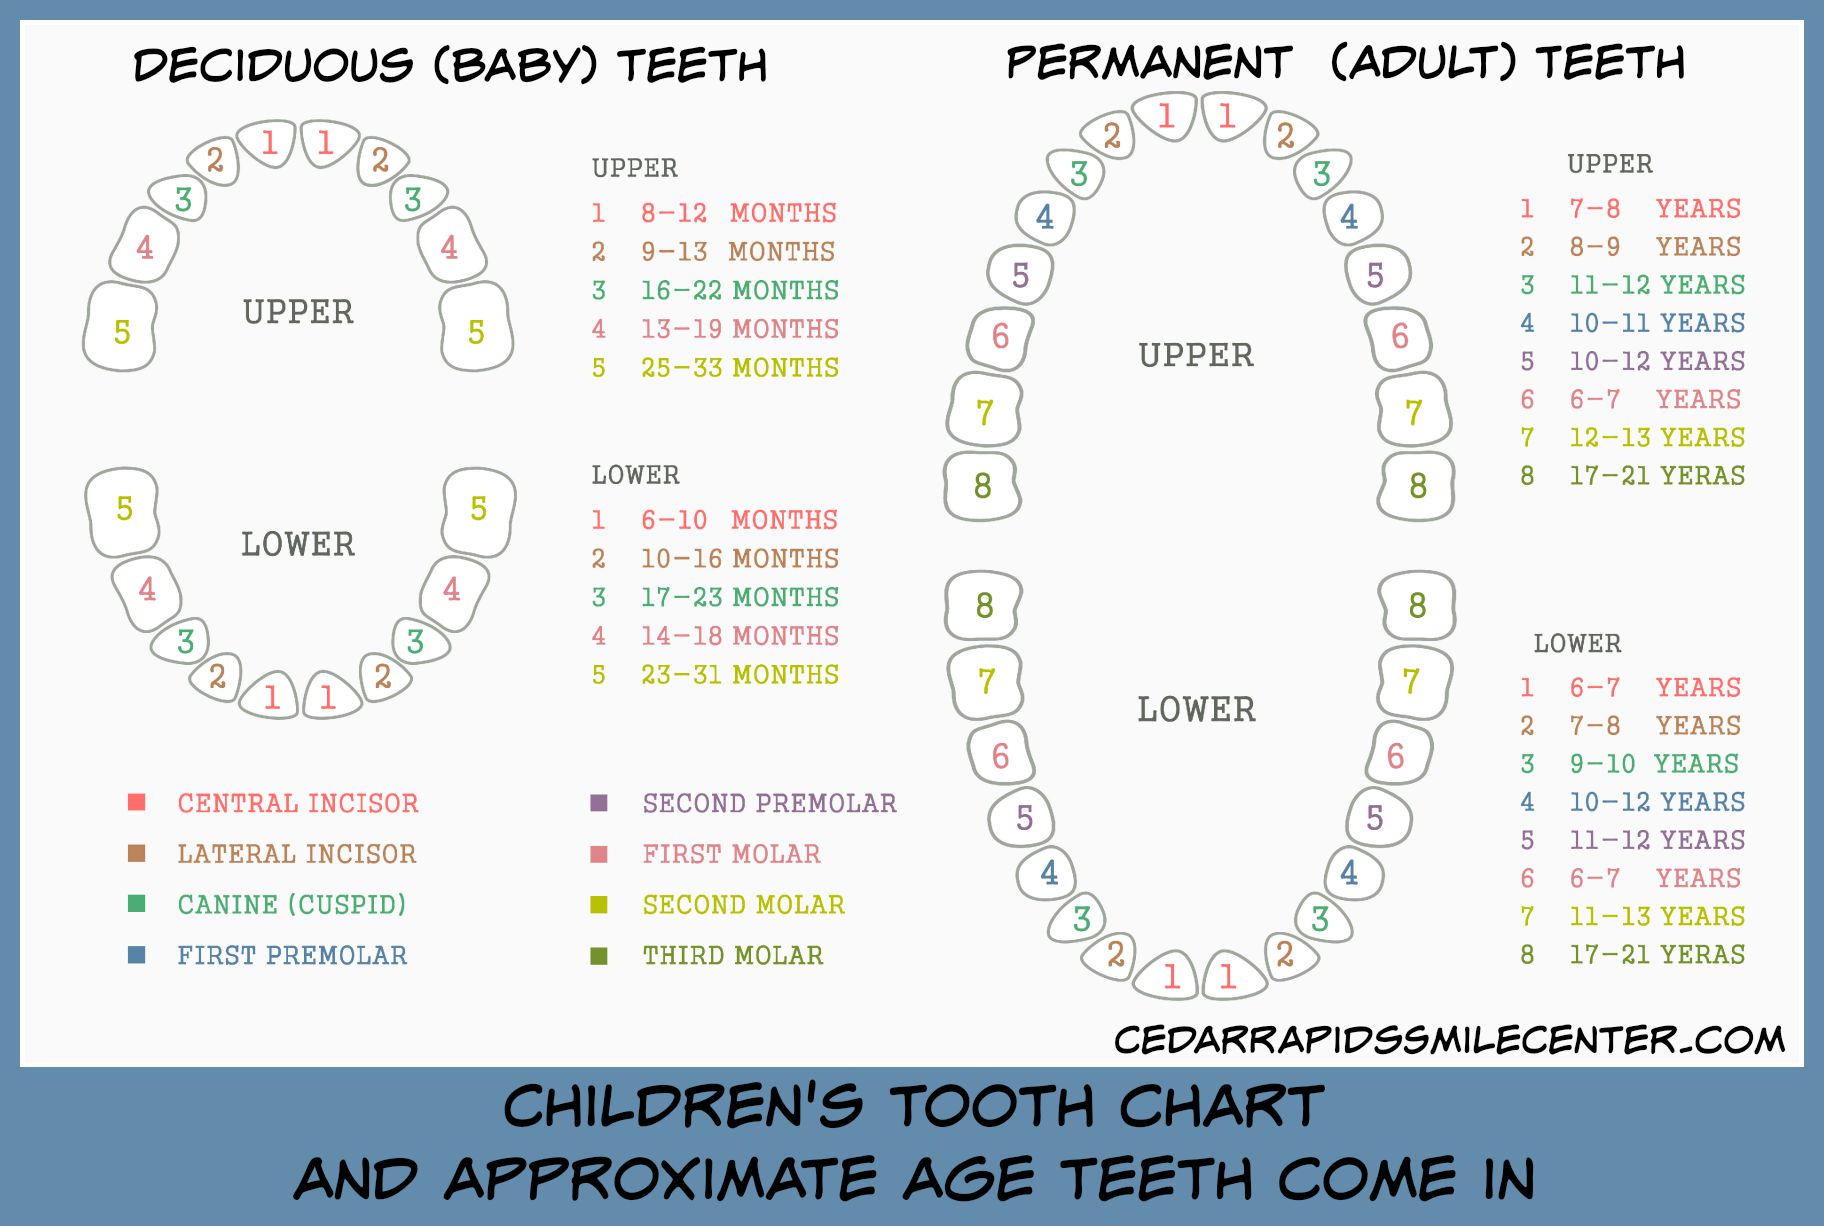 DECIDUOUS (BABY) TEETH
1 1
2 2
3 3
4 4
5 5
UPPER
UPPER
1 8-12 MONTHS
2 9-13 MONTHS
3 16-22 MONTHS
4 13-19 MONTHS
5 25-33 MONTHS
5 5
LOWER
4 4
3 3
2 2
1 1
LOWER
1 6-10 MONTHS
2 10-16 MONTHS
3 17-23 MONTHS
4 14-18 MONTHS
5 23-31 MONTHS
CENTRAL INCISOR
LATERAL INCISOR
CANINE (CUSPID)
FIRST PREMOLAR
SECOND PREMOLAR
FIRST MOLAR
SECOND MOLAR
THIRD MOLAR
PERMANENT (ADULT) TEETH
1 1
2 2
3 3
4 4
5 5
6 6
UPPER
7 7
8 8
UPPER
1 7-8 YEARS
2 8-9 YEARS
3 11-12 YEARS
4 10-11 YEARS
5 10-12 YEARS
6 6-7 YEARS
7 12-13 YEARS
8 17-21 YERAS
8 8
7 7
LOWER
6 6
5 5
4 4
3 3
2 2
1 1
LOWER
1 6-7 YEARS
2 7-8 YEARS
3 9-10 YEARS
4 10-12 YEARS
5 11-12 YEARS
6 6-7 YEARS
7 11-13 YEARS
8 17-21 YERAS
CEDARRAPIDSSMILECENTER.COM
CHILDREN'S TOOTH CHART
AND APPROXIMATE AGE TEETH COME IN